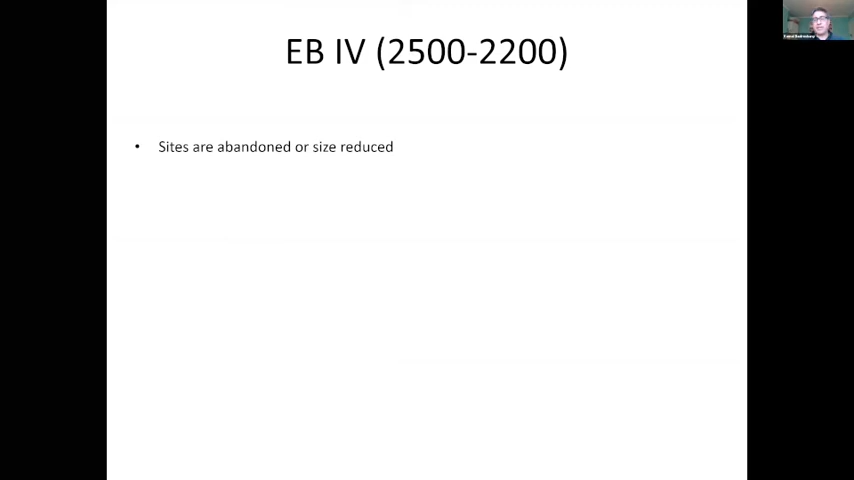 EB IV (2500-2200)
• Sites are abandoned or size reduced